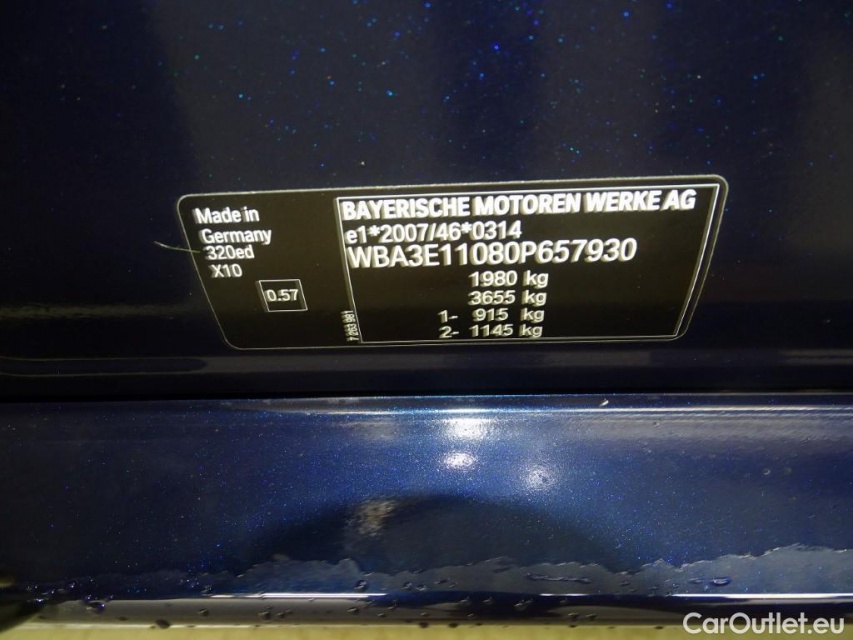 Made in
Germany
320ed
X10
0.57
BAYERISCHE MOTOREN WERKE AG
e1*2007/46*0314
WBA3E11080P657930
1980 kg
3655 kg
1- 915 kg
2- 1145 kg
CarOutlet.eu